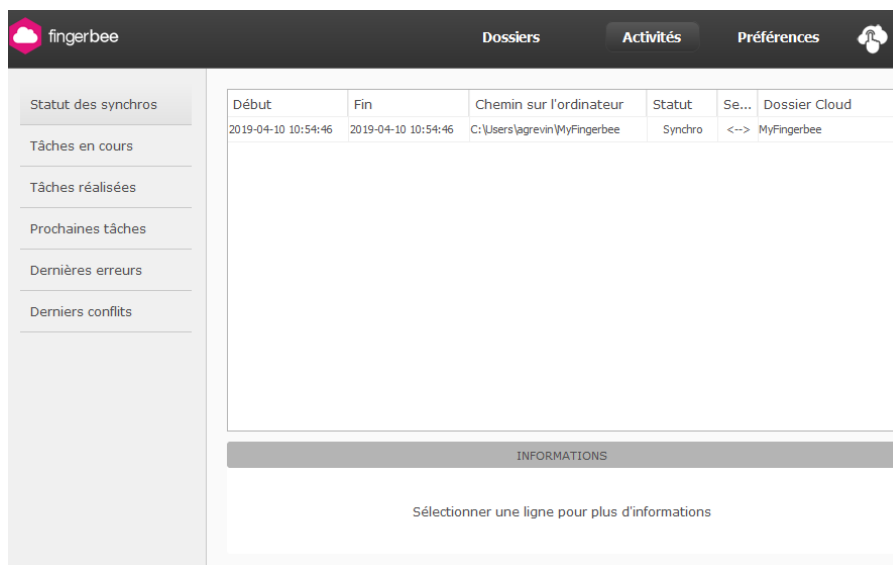 fingerbee
Dossiers Activités Préférences
Statut des synchros
Tâches en cours
Tâches réalisées
Prochaines tâches
Dernières erreurs
Derniers conflits
Début Fin Chemin sur l'ordinateur Statut Se... Dossier Cloud
2019-04-10 10:54:46 2019-04-10 10:54:46 C:\Users\agrevin\MyFingerbee Synchro <--> MyFingerbee
INFORMATIONS
Sélectionner une ligne pour plus d'informations